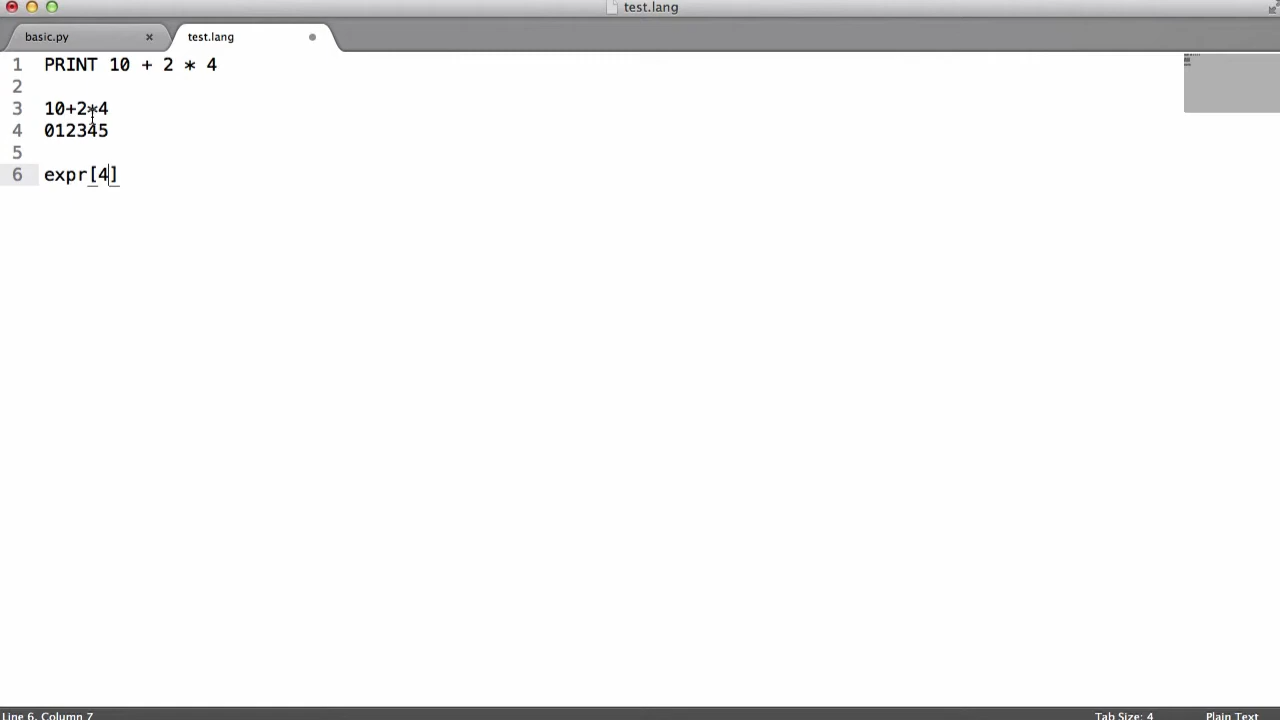 test.lang
basic.py
test.lang
1 PRINT 10 + 2 * 4
2
3 10+2*4
4 012345
5
6 expr[4]
Line 6, Column 7
Tab Size: 4
Plain Text